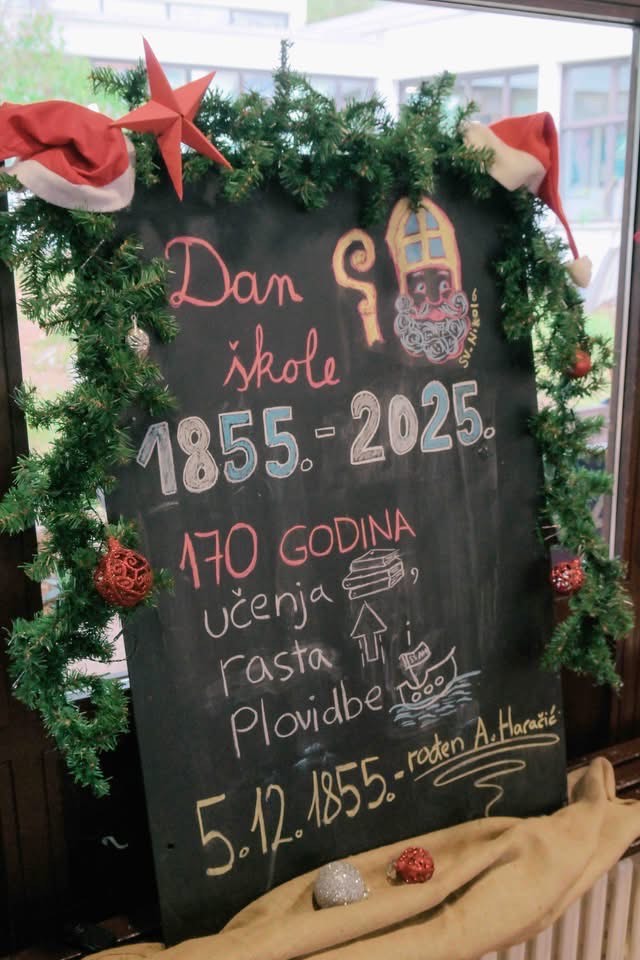 Dan
škole
Sv. Nikola
1855.-2025.
170 GODINA
učenja ,
rasta
i
Plovidbe
5.12.1855.-rođen A. Haračić